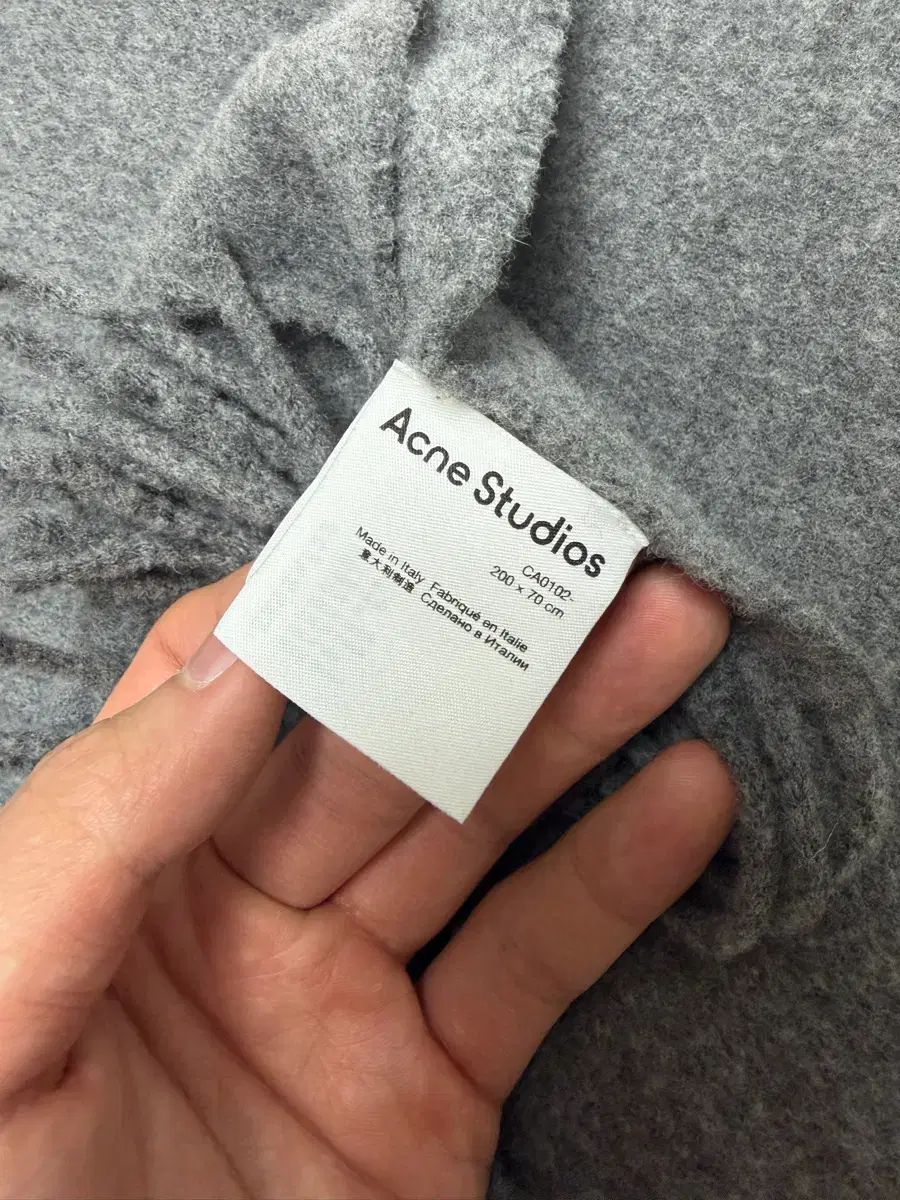 Acne Studios
CA0102-
200 x 70 cm
Made in Italy Fabriqué en Italie
意大利制造 Сделано в Италии